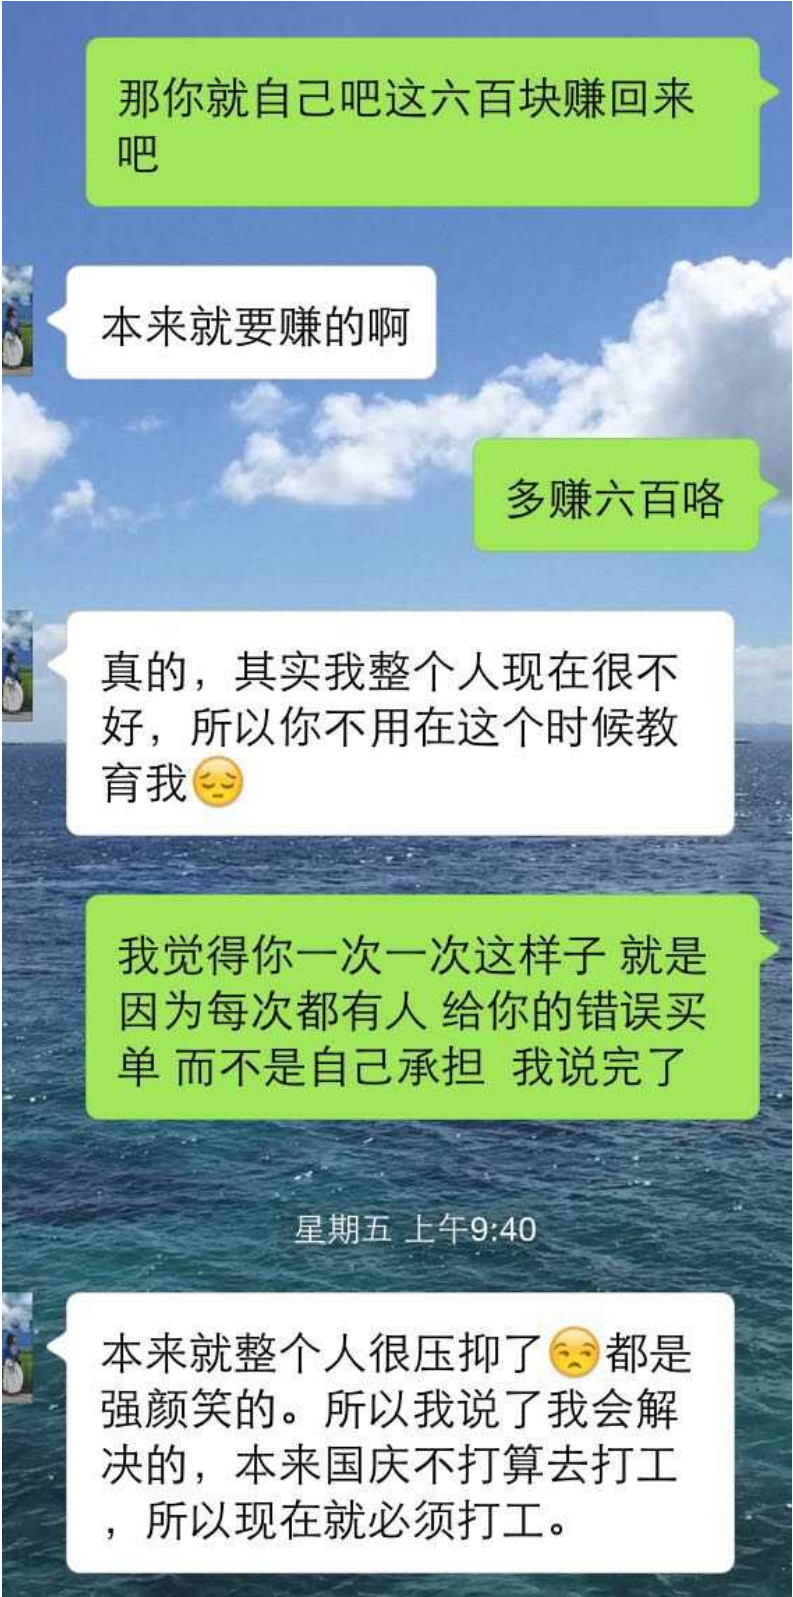 那你就自己吧这六百块赚回来
吧
本来就要赚的啊
多赚六百咯
真的，其实我整个人现在很不
好，所以你不用在这个时候教
育我😔
我觉得你一次一次这样子 就是
因为每次都有人 给你的错误买
单 而不是自己承担  我说完了
星期五 上午9:40
本来就整个人很压抑了😒都是
强颜笑的。所以我说了我会解
决的，本来国庆不打算去打工
，所以现在就必须打工。